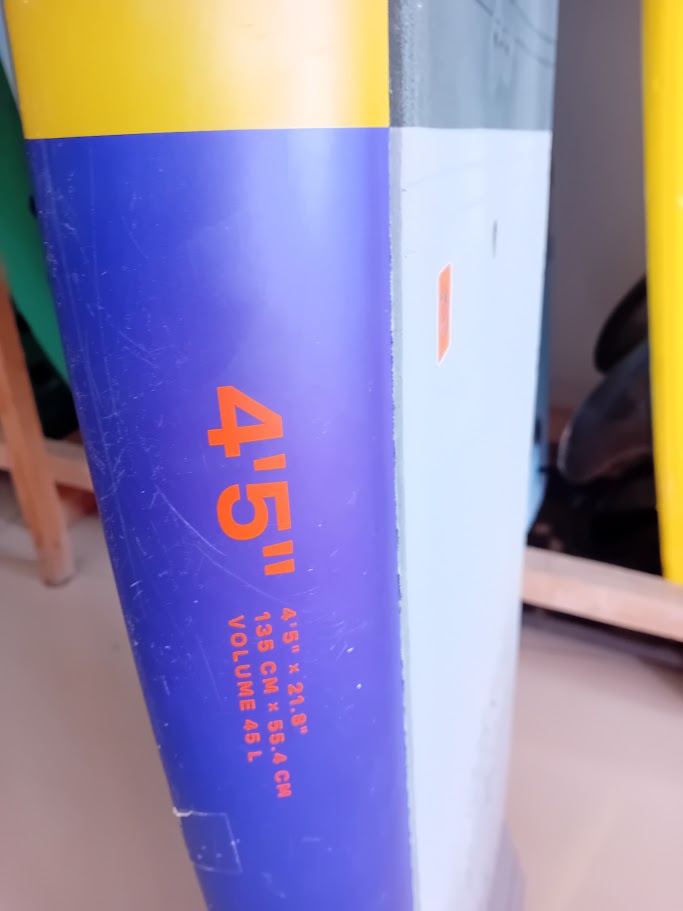 4'5"
4'5" x 21.8"
135 CM x 55.4 CM
VOLUME 45 L